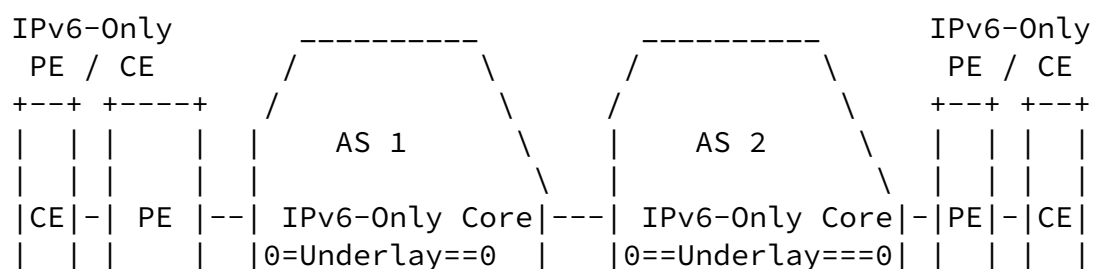 IPv6-Only                                             IPv6-Only
 PE / CE                                               PE / CE
AS 1                AS 2
|CE|-| PE |--| IPv6-Only Core|---| IPv6-Only Core|-|PE|-|CE|
|0=Underlay==0  |   |0==Underlay===0|